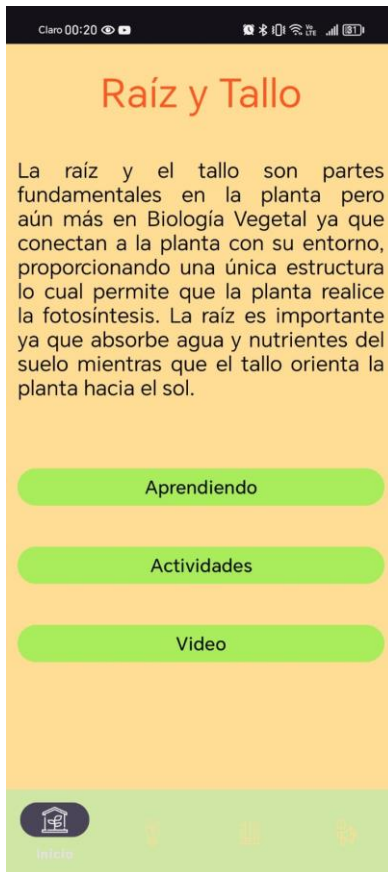 Claro 00:20
Vo
LTE
81
Raíz y Tallo
La raíz y el tallo son partes
fundamentales en la planta pero
aún más en Biología Vegetal ya que
conectan a la planta con su entorno,
proporcionando una única estructura
lo cual permite que la planta realice
la fotosíntesis. La raíz es importante
ya que absorbe agua y nutrientes del
suelo mientras que el tallo orienta la
planta hacia el sol.
Aprendiendo
Actividades
Video
Inicio